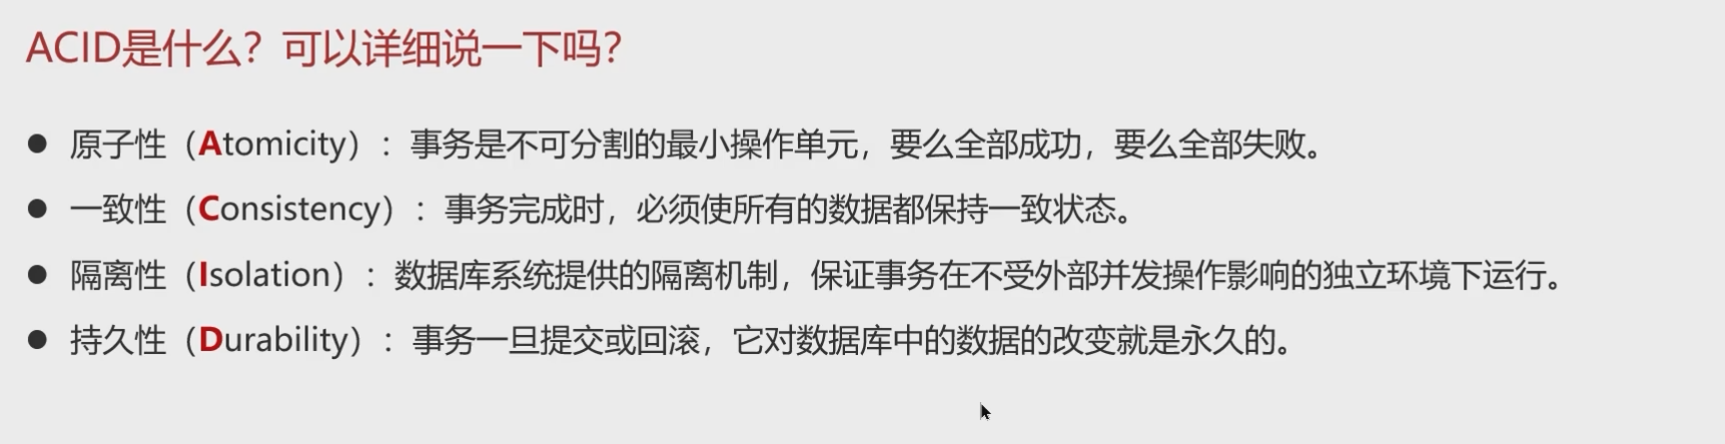 ACID是什么？可以详细说一下吗？
● 原子性（Atomicity）：事务是不可分割的最小操作单元，要么全部成功，要么全部失败。
● 一致性（Consistency）：事务完成时，必须使所有的数据都保持一致状态。
● 隔离性（Isolation）：数据库系统提供的隔离机制，保证事务在不受外部并发操作影响的独立环境下运行。
● 持久性（Durability）：事务一旦提交或回滚，它对数据库中的数据的改变就是永久的。